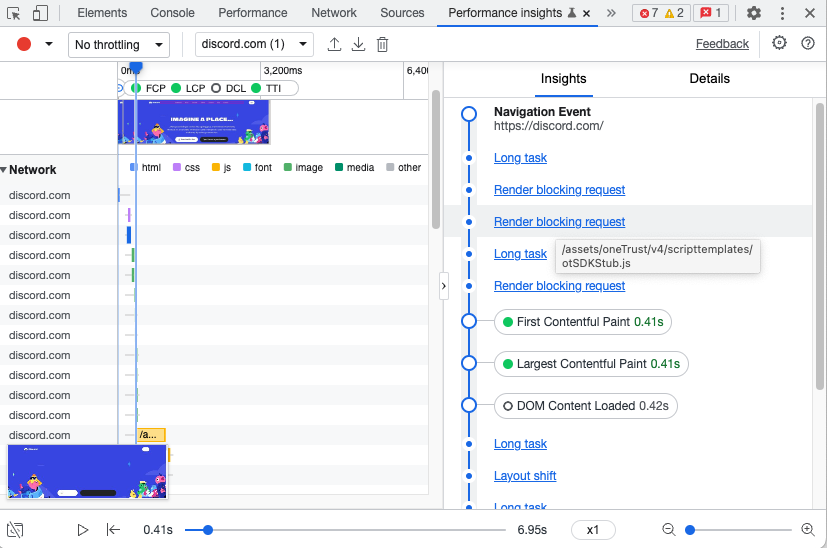 Elements Console Performance Network Sources Performance insights × » 7 2 1
No throttling discord.com (1) Feedback
0ms 3,200ms 6,40
FCP LCP DCL TTI
IMAGINE A PLACE...
Network html css js font image media other
discord.com
discord.com
discord.com
discord.com
discord.com
discord.com
discord.com
discord.com
discord.com
discord.com
discord.com
discord.com
discord.com
/a...
Insights Details
Navigation Event
https://discord.com/
Long task
Render blocking request
Render blocking request
Long task
/assets/oneTrust/v4/scripttemplates/
otSDKStub.js
Render blocking request
First Contentful Paint 0.41s
Largest Contentful Paint 0.41s
DOM Content Loaded 0.42s
Long task
Layout shift
Long task
0.41s 6.95s x1